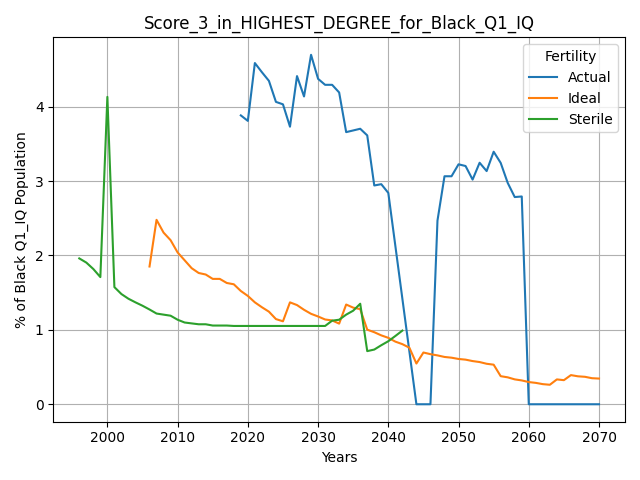 Score_3_in_HIGHEST_DEGREE_for_Black_Q1_IQ
Fertility
Actual
Ideal
Sterile
% of Black Q1_IQ Population
4
3
2
1
0
2000 2010 2020 2030 2040 2050 2060 2070
Years